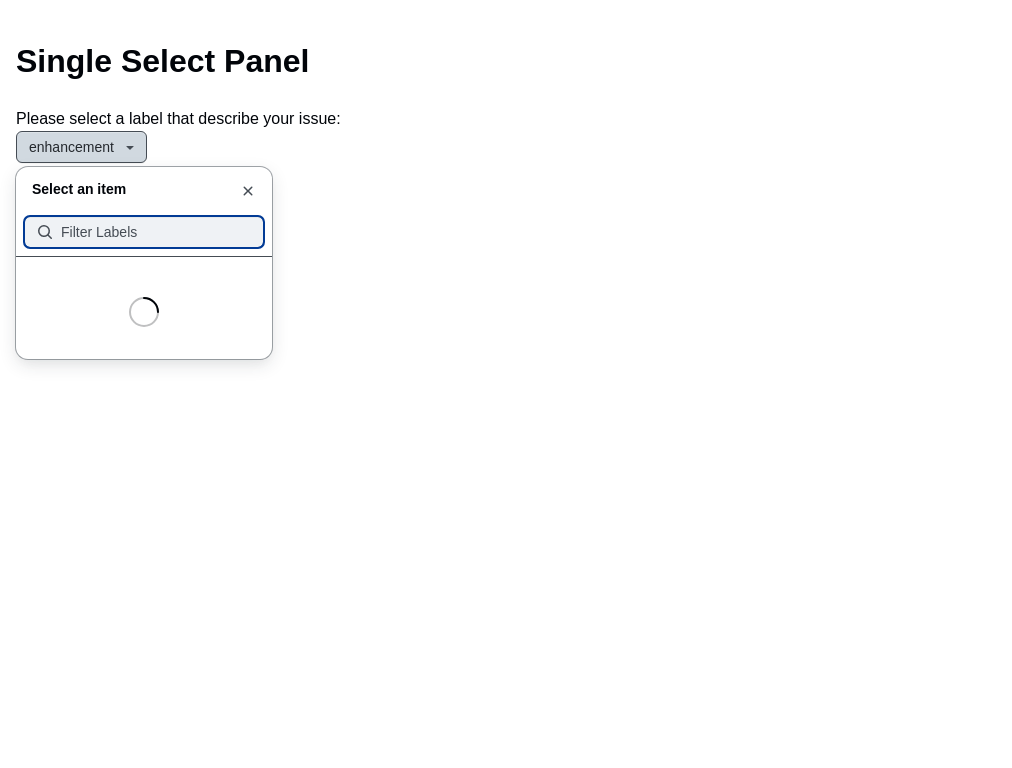 Single Select Panel
Please select a label that describe your issue:
enhancement
Select an item
Filter Labels